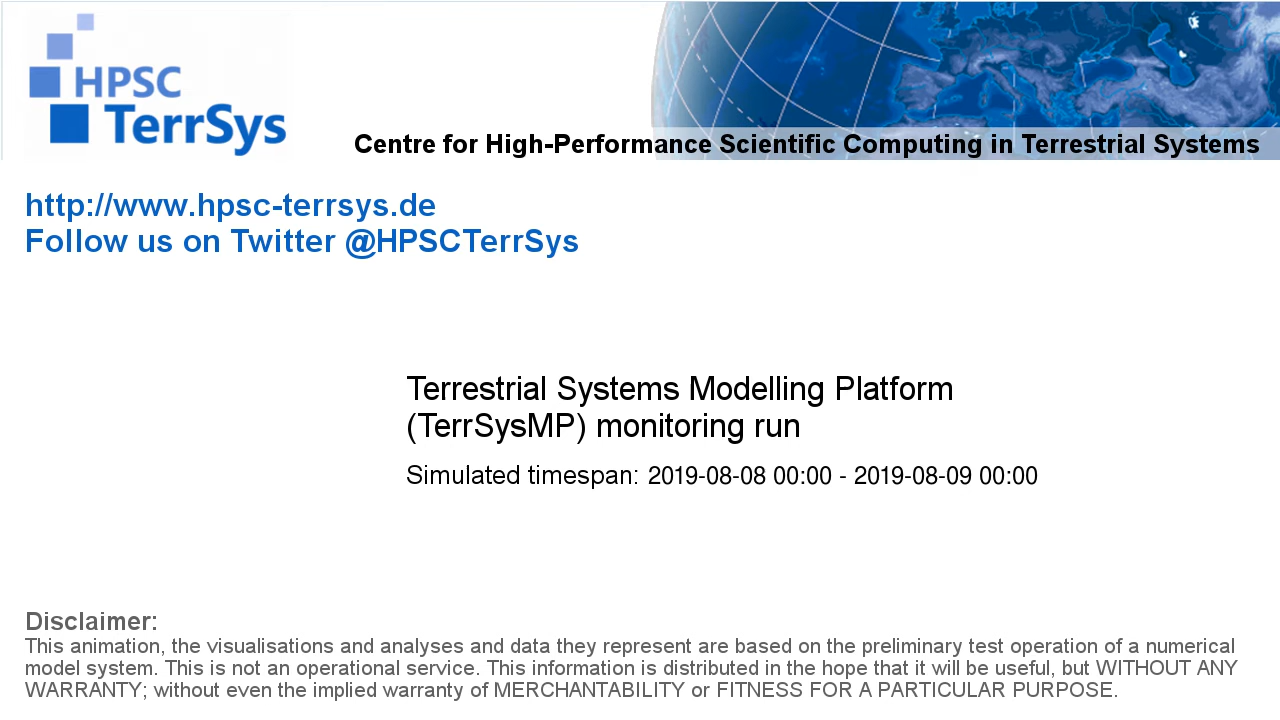 HPSC
TerrSys
Centre for High-Performance Scientific Computing in Terrestrial Systems
http://www.hpsc-terrsys.de
Follow us on Twitter @HPSCTerrSys
Terrestrial Systems Modelling Platform
(TerrSysMP) monitoring run
Simulated timespan: 2019-08-08 00:00 - 2019-08-09 00:00
Disclaimer:
This animation, the visualisations and analyses and data they represent are based on the preliminary test operation of a numerical
model system. This is not an operational service. This information is distributed in the hope that it will be useful, but WITHOUT ANY
WARRANTY; without even the implied warranty of MERCHANTABILITY or FITNESS FOR A PARTICULAR PURPOSE.